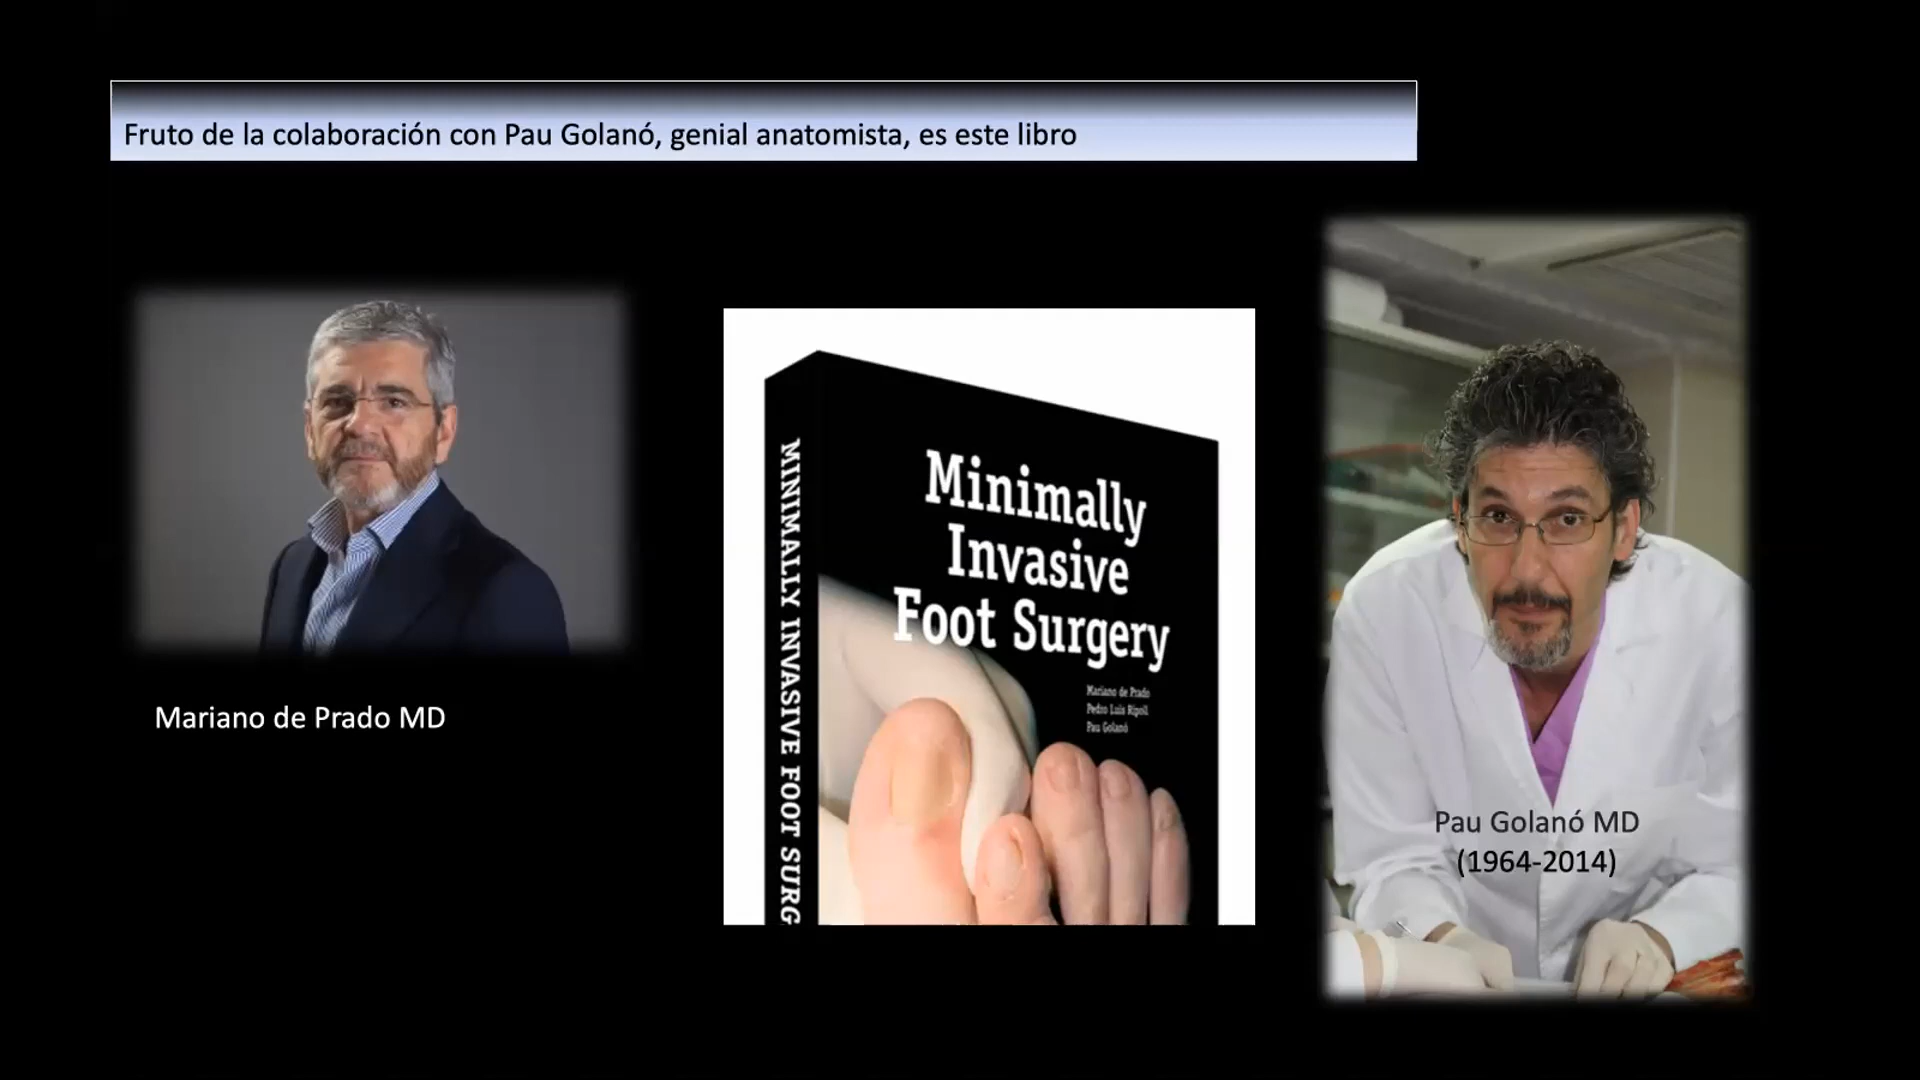 Fruto de la colaboración con Pau Golanó, genial anatomista, es este libro
Mariano de Prado MD
MINIMALLY INVASIVE FOOT SURG
Minimally
Invasive
Foot Surgery
Mariano de Prado
Pedro Luis Ripoll
Pau Golanó
Pau Golanó MD
(1964-2014)